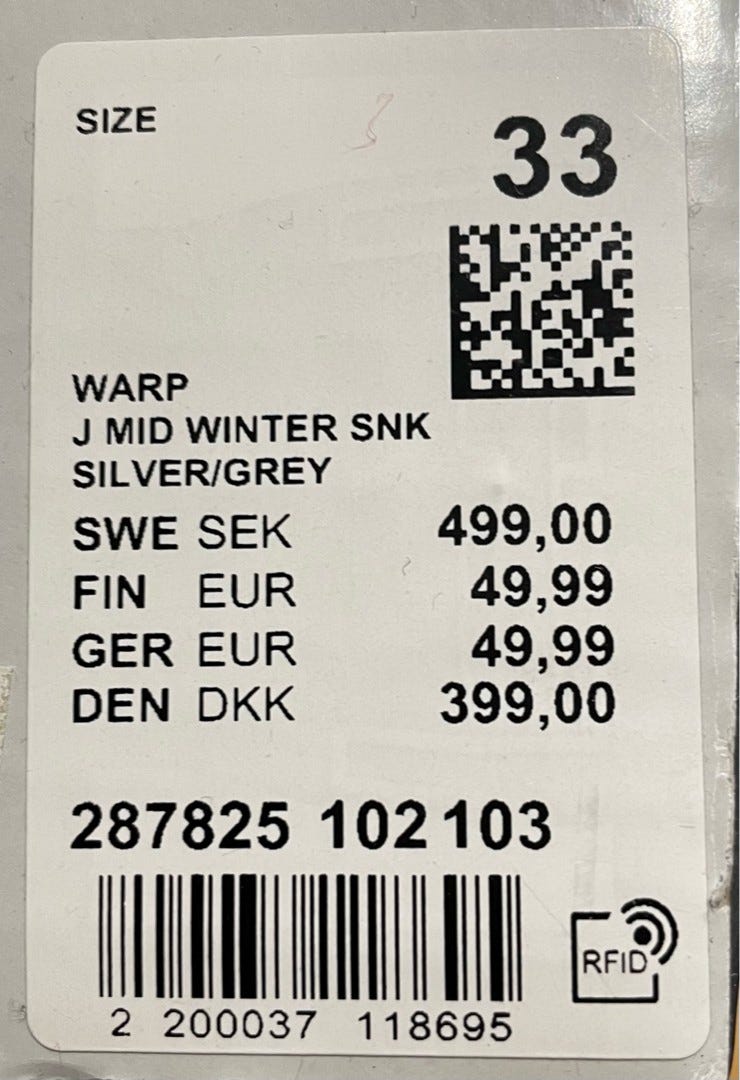 SIZE 33
WARP
J MID WINTER SNK
SILVER/GREY
SWE SEK 499,00
FIN EUR 49,99
GER EUR 49,99
DEN DKK 399,00
287825 102 103
RFID
2 200037 118695